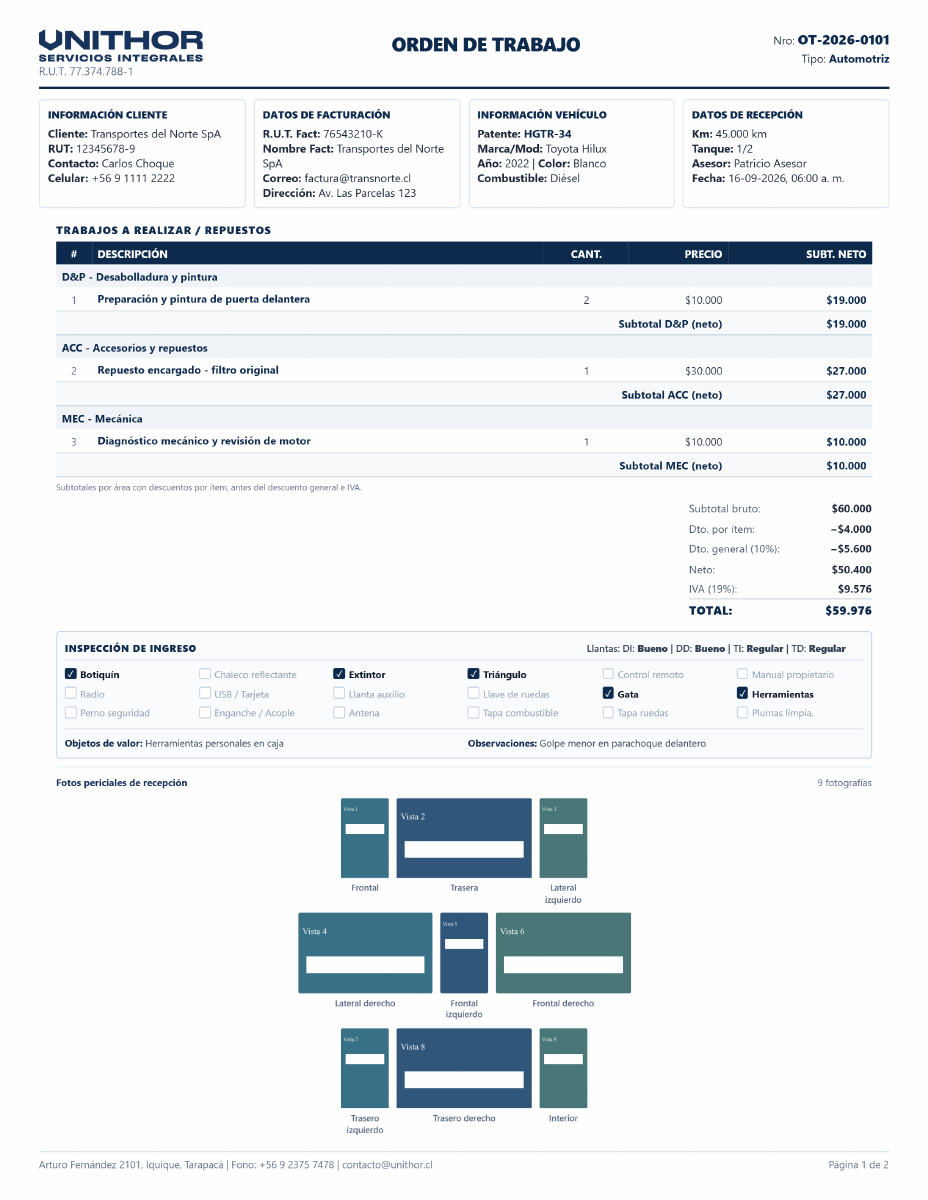 UNITHOR
SERVICIOS INTEGRALES
R.U.T. 77.374.788-1
ORDEN DE TRABAJO
Nro: OT-2026-0101
Tipo: Automotriz
INFORMACIÓN CLIENTE
Cliente: Transportes del Norte SpA
RUT: 12345678-9
Contacto: Carlos Choque
Celular: +56 9 1111 2222
DATOS DE FACTURACIÓN
R.U.T. Fact: 76543210-K
Nombre Fact: Transportes del Norte
SpA
Correo: factura@transnorte.cl
Dirección: Av. Las Parcelas 123
INFORMACIÓN VEHÍCULO
Patente: HGTR-34
Marca/Mod: Toyota Hilux
Año: 2022 | Color: Blanco
Combustible: Diésel
DATOS DE RECEPCIÓN
Km: 45.000 km
Tanque: 1/2
Asesor: Patricio Asesor
Fecha: 16-09-2026, 06:00 a. m.
TRABAJOS A REALIZAR / REPUESTOS
# DESCRIPCIÓN CANT. PRECIO SUBT. NETO
D&P - Desabolladura y pintura
1 Preparación y pintura de puerta delantera 2 $10.000 $19.000
Subtotal D&P (neto) $19.000
ACC - Accesorios y repuestos
2 Repuesto encargado - filtro original 1 $30.000 $27.000
Subtotal ACC (neto) $27.000
MEC - Mecánica
3 Diagnóstico mecánico y revisión de motor 1 $10.000 $10.000
Subtotal MEC (neto) $10.000
Subtotales por área con descuentos por ítem, antes del descuento general e IVA.
Subtotal bruto: $60.000
Dto. por ítem: −$4.000
Dto. general (10%): −$5.600
Neto: $50.400
IVA (19%): $9.576
TOTAL: $59.976
INSPECCIÓN DE INGRESO
Llantas: DI: Bueno | DD: Bueno | TI: Regular | TD: Regular
✓ Botiquín Chaleco reflectante ✓ Extintor ✓ Triángulo Control remoto Manual propietario
Radio USB / Tarjeta Llanta auxilio Llave de ruedas ✓ Gata ✓ Herramientas
Perno seguridad Enganche / Acople Antena Tapa combustible Tapa ruedas Plumas limpia.
Objetos de valor: Herramientas personales en caja
Observaciones: Golpe menor en parachoque delantero
Fotos periciales de recepción
9 fotografías
Vista 1 Vista 2 Vista 3
Frontal Trasera Lateral
izquierdo
Vista 4 Vista 5 Vista 6
Lateral derecho Frontal Frontal derecho
izquierdo
Vista 7 Vista 8 Vista 9
Trasero Trasero derecho Interior
izquierdo
Arturo Fernández 2101, Iquique, Tarapacá | Fono: +56 9 2375 7478 | contacto@unithor.cl
Página 1 de 2